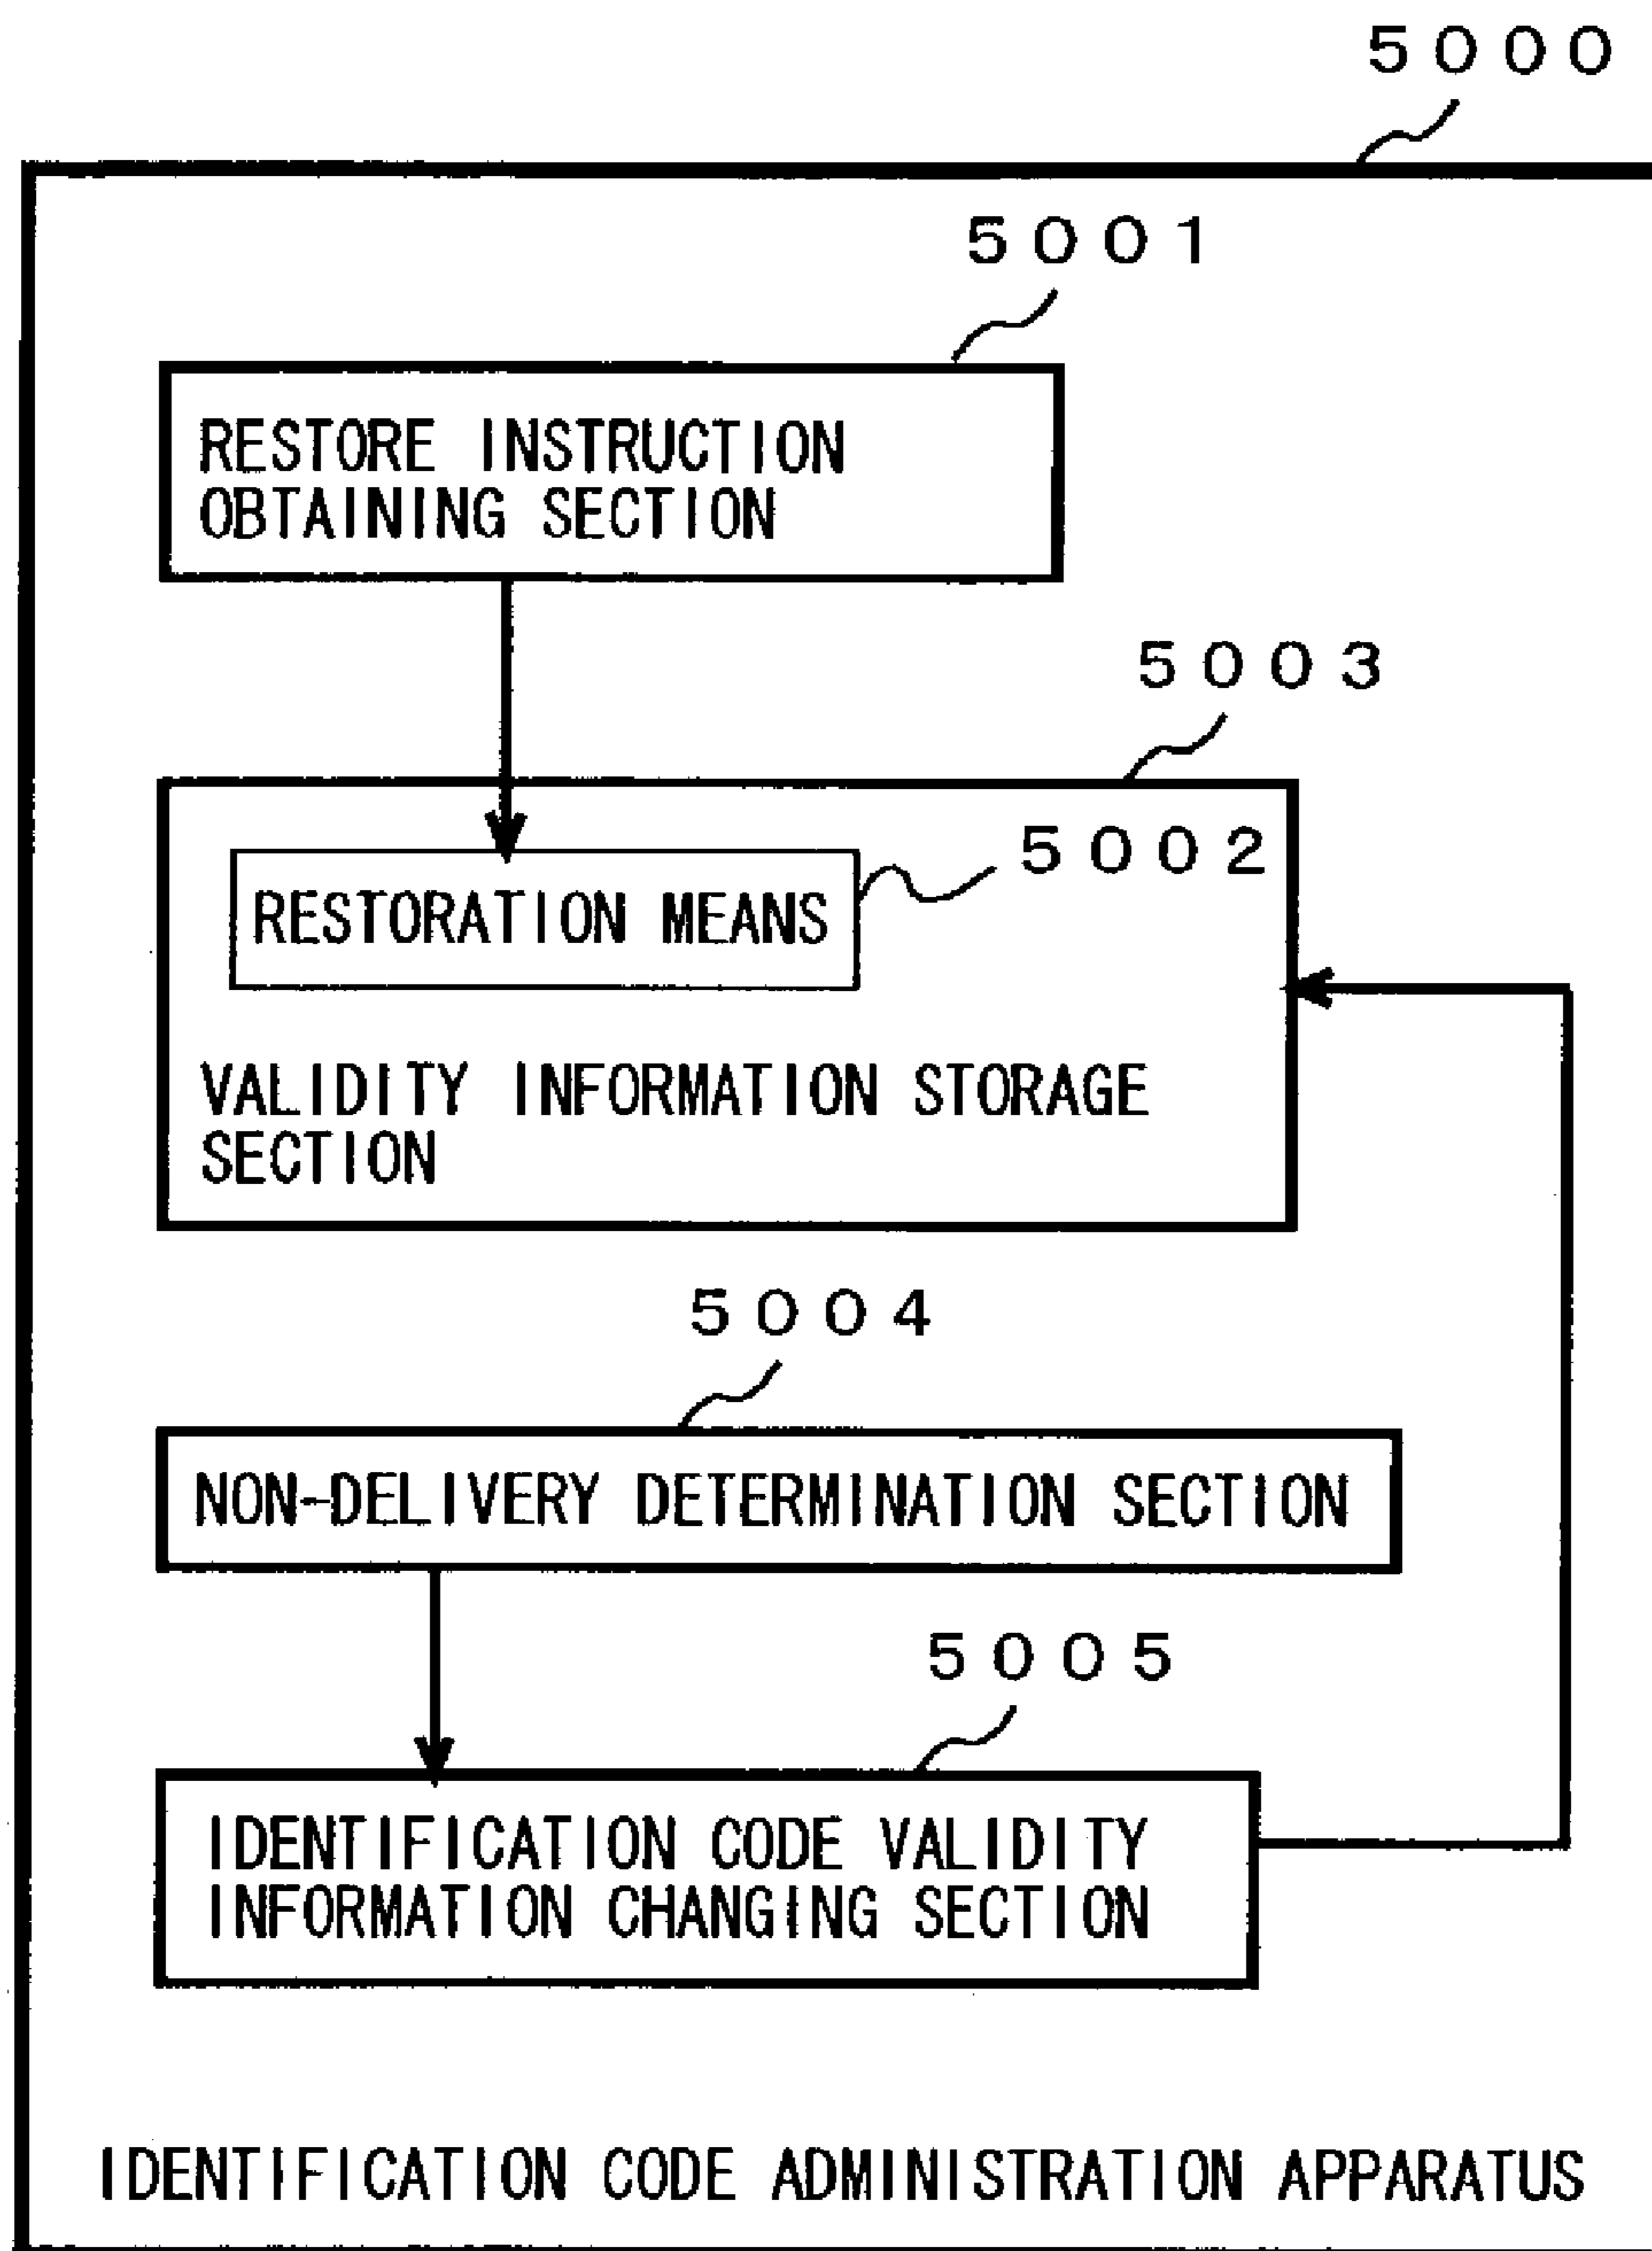 5000
5001
RESTORE INSTRUCTION
OBTAINING SECTION
5003
5002
RESTORATION MEANS
VALIDITY INFORMATION STORAGE
SECTION
5004
NON-DELIVERY DETERMINATION SECTION
5005
IDENTIFICATION CODE VALIDITY
INFORMATION CHANGING SECTION
IDENTIFICATION CODE ADMINISTRATION APPARATUS